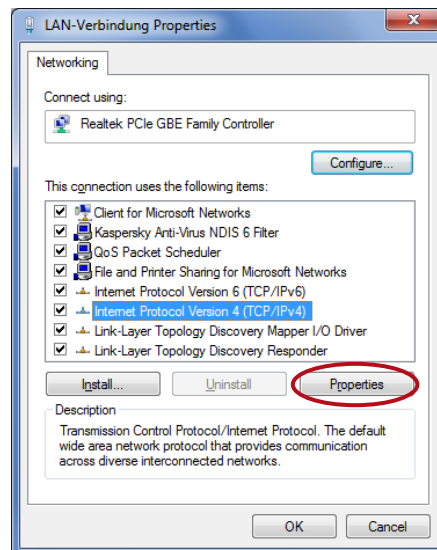 LAN-Verbindung Properties
Networking
Connect using:
Realtek PCIe GBE Family Controller
Configure...
This connection uses the following items:
Client for Microsoft Networks
Kaspersky Anti-Virus NDIS 6 Filter
QoS Packet Scheduler
File and Printer Sharing for Microsoft Networks
Internet Protocol Version 6 (TCP/IPv6)
Internet Protocol Version 4 (TCP/IPv4)
Link-Layer Topology Discovery Mapper I/O Driver
Link-Layer Topology Discovery Responder
Install... Uninstall Properties
Description
Transmission Control Protocol/Internet Protocol. The default
wide area network protocol that provides communication
across diverse interconnected networks.
OK Cancel